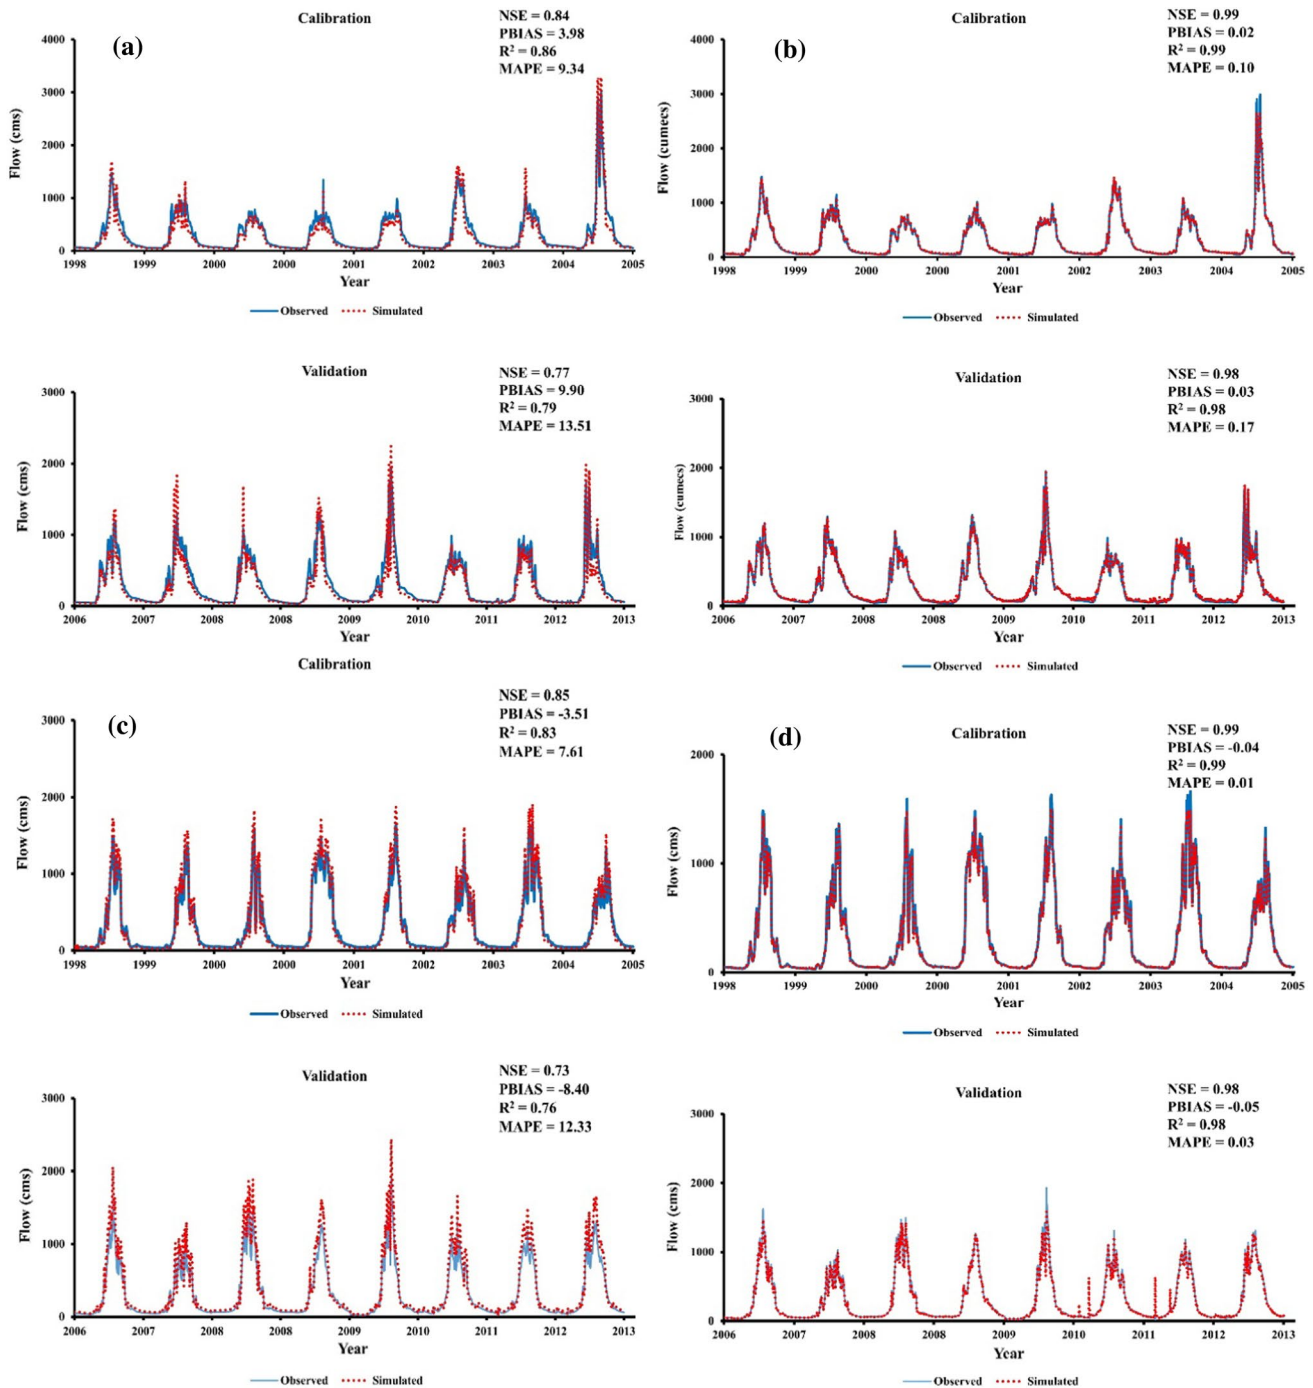 Calibration
(a)
NSE = 0.84
PBIAS = 3.98
R² = 0.86
MAPE = 9.34
4000
3000
2000
1000
0
Flow (cms)
1998 1999 2000 2000 2001 2002 2003 2004 2005
Year
Observed Simulated
Calibration
(b)
NSE = 0.99
PBIAS = 0.02
R² = 0.99
MAPE = 0.10
4000
3000
2000
1000
0
Flow (cumecs)
1998 1999 2000 2000 2001 2002 2003 2004 2005
Year
Observed Simulated
Validation
NSE = 0.77
PBIAS = 9.90
R² = 0.79
MAPE = 13.51
3000
2000
1000
0
Flow (cms)
2006 2007 2008 2008 2009 2010 2011 2012 2013
Year
Validation
NSE = 0.98
PBIAS = 0.03
R² = 0.98
MAPE = 0.17
3000
2000
1000
0
Flow (cumecs)
2006 2007 2008 2008 2009 2010 2011 2012 2013
Year
Observed Simulated
Calibration
(c)
NSE = 0.85
PBIAS = -3.51
R² = 0.83
MAPE = 7.61
3000
2000
1000
0
Flow (cms)
1998 1999 2000 2000 2001 2002 2003 2004 2005
Year
Observed Simulated
(d)
Calibration
NSE = 0.99
PBIAS = -0.04
R² = 0.99
MAPE = 0.01
2000
1000
0
Flow (cms)
1998 1999 2000 2000 2001 2002 2003 2004 2005
Year
Observed Simulated
Validation
NSE = 0.73
PBIAS = -8.40
R² = 0.76
MAPE = 12.33
3000
2000
1000
0
Flow (cms)
2006 2007 2008 2008 2009 2010 2011 2012 2013
Year
Observed Simulated
Validation
NSE = 0.98
PBIAS = -0.05
R² = 0.98
MAPE = 0.03
3000
2000
1000
0
Flow (cms)
2006 2007 2008 2008 2009 2010 2011 2012 2013
Year
Observed Simulated